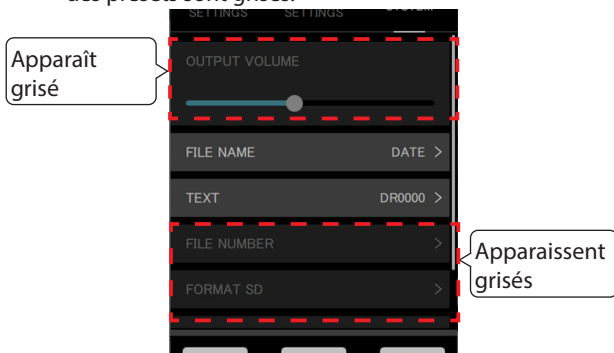 des presets sont grisés.
SETTINGS SETTINGS SYSTEM
Apparaît
grisé
OUTPUT VOLUME
FILE NAME DATE >
TEXT DR0000 >
FILE NUMBER >
FORMAT SD >
Apparaissent
grisés